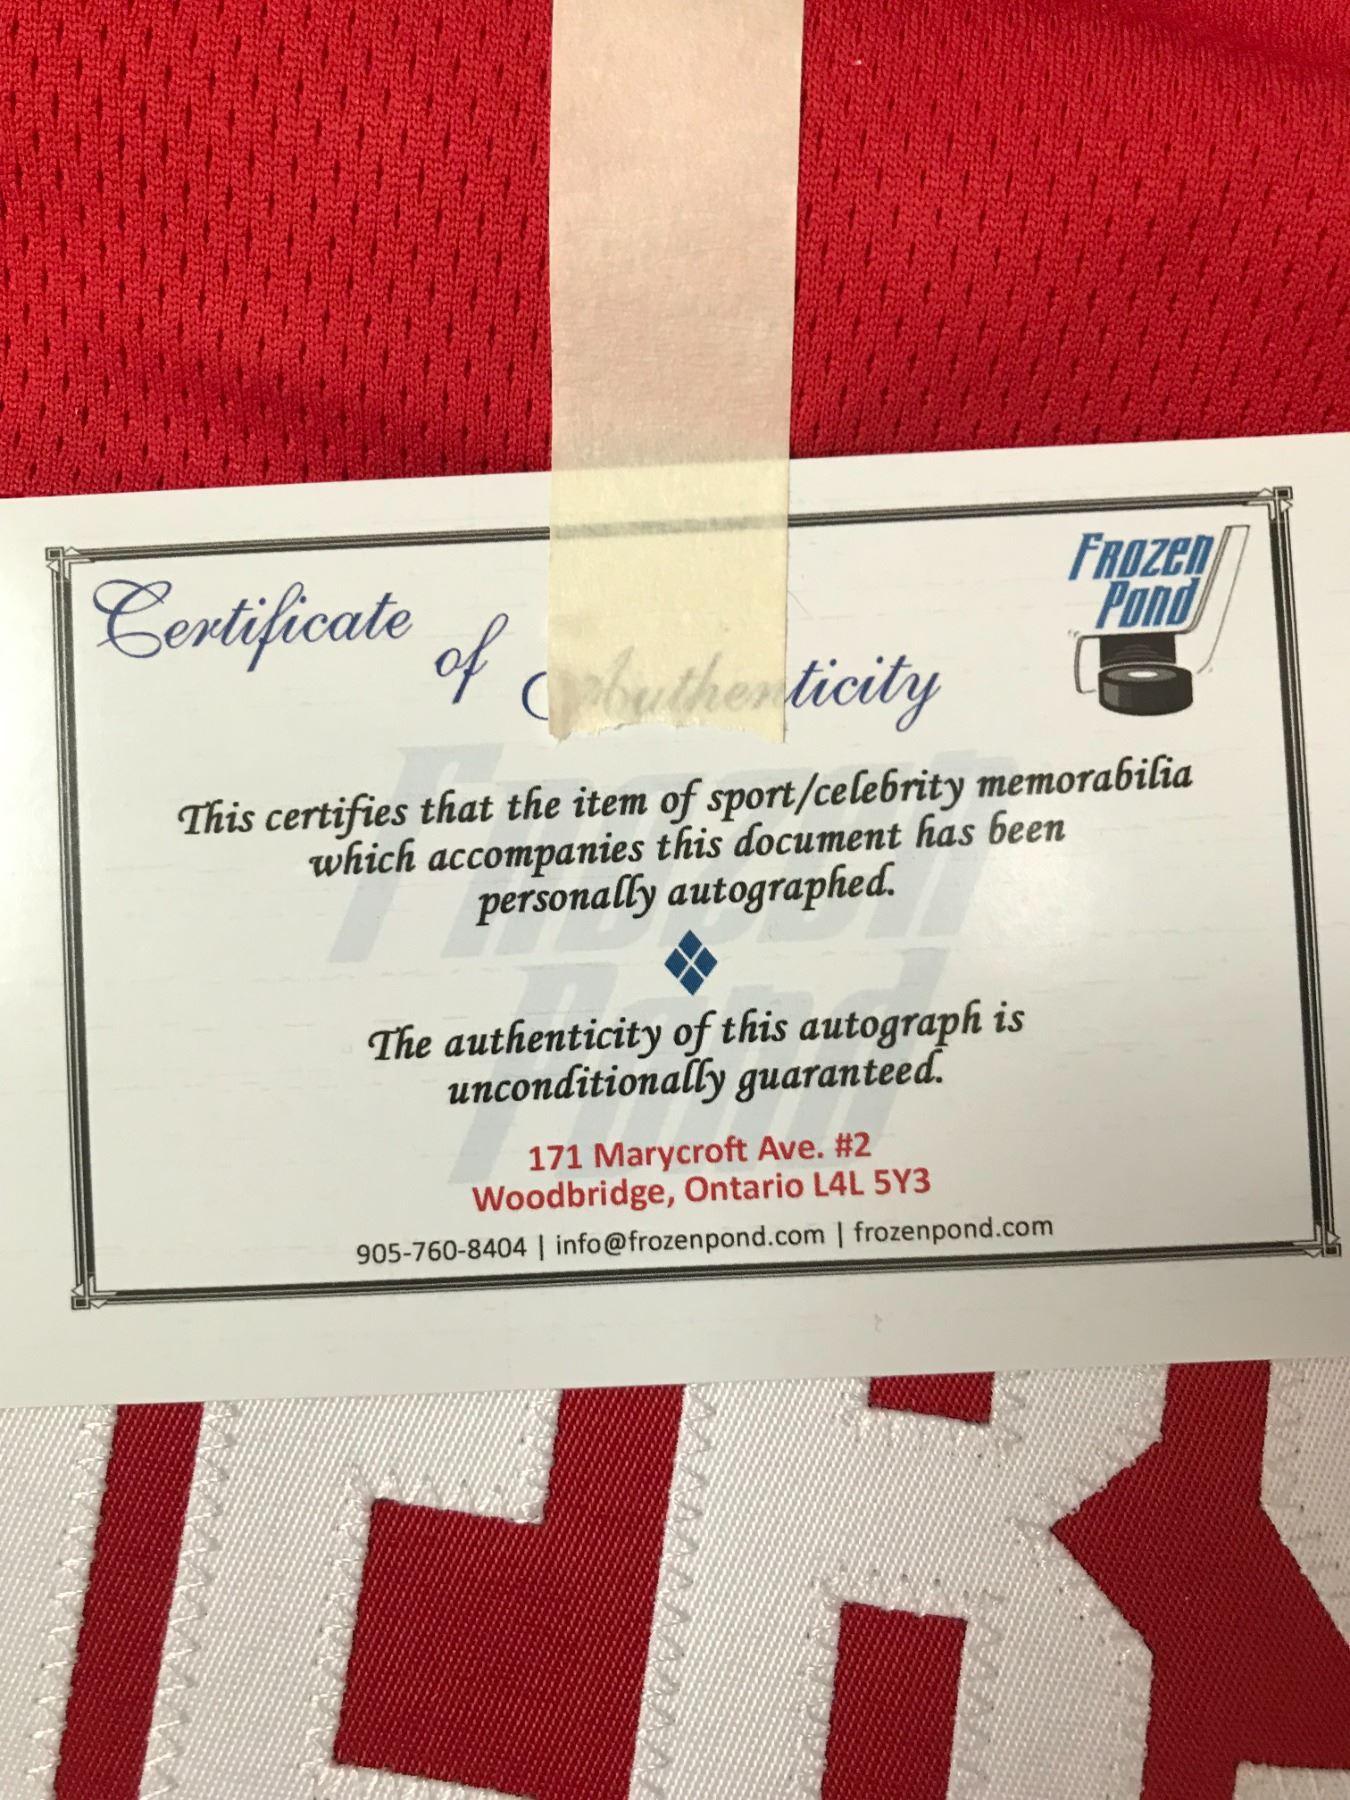 Certificate
of Authenticity
Frozen
Pond
This certifies that the item of sport/celebrity memorabilia
which accompanies this document has been
personally autographed.
The authenticity of this autograph is
unconditionally guaranteed.
171 Marycroft Ave. #2
Woodbridge, Ontario L4L 5Y3
905-760-8404 | info@frozenpond.com | frozenpond.com
Frozen
Pond